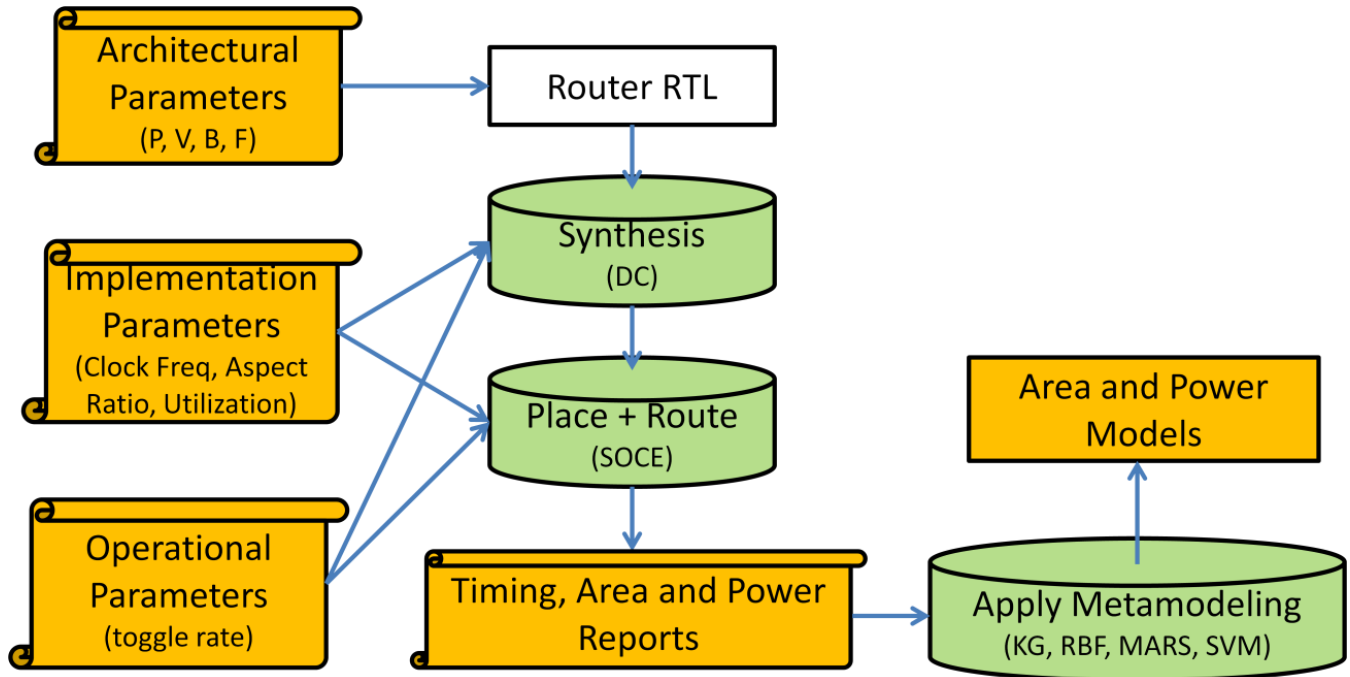 Architectural
Parameters
(P, V, B, F)
Router RTL
Synthesis
(DC)
Implementation
Parameters
(Clock Freq, Aspect
Ratio, Utilization)
Place + Route
(SOCE)
Area and Power
Models
Operational
Parameters
(toggle rate)
Timing, Area and Power
Reports
Apply Metamodeling
(KG, RBF, MARS, SVM)